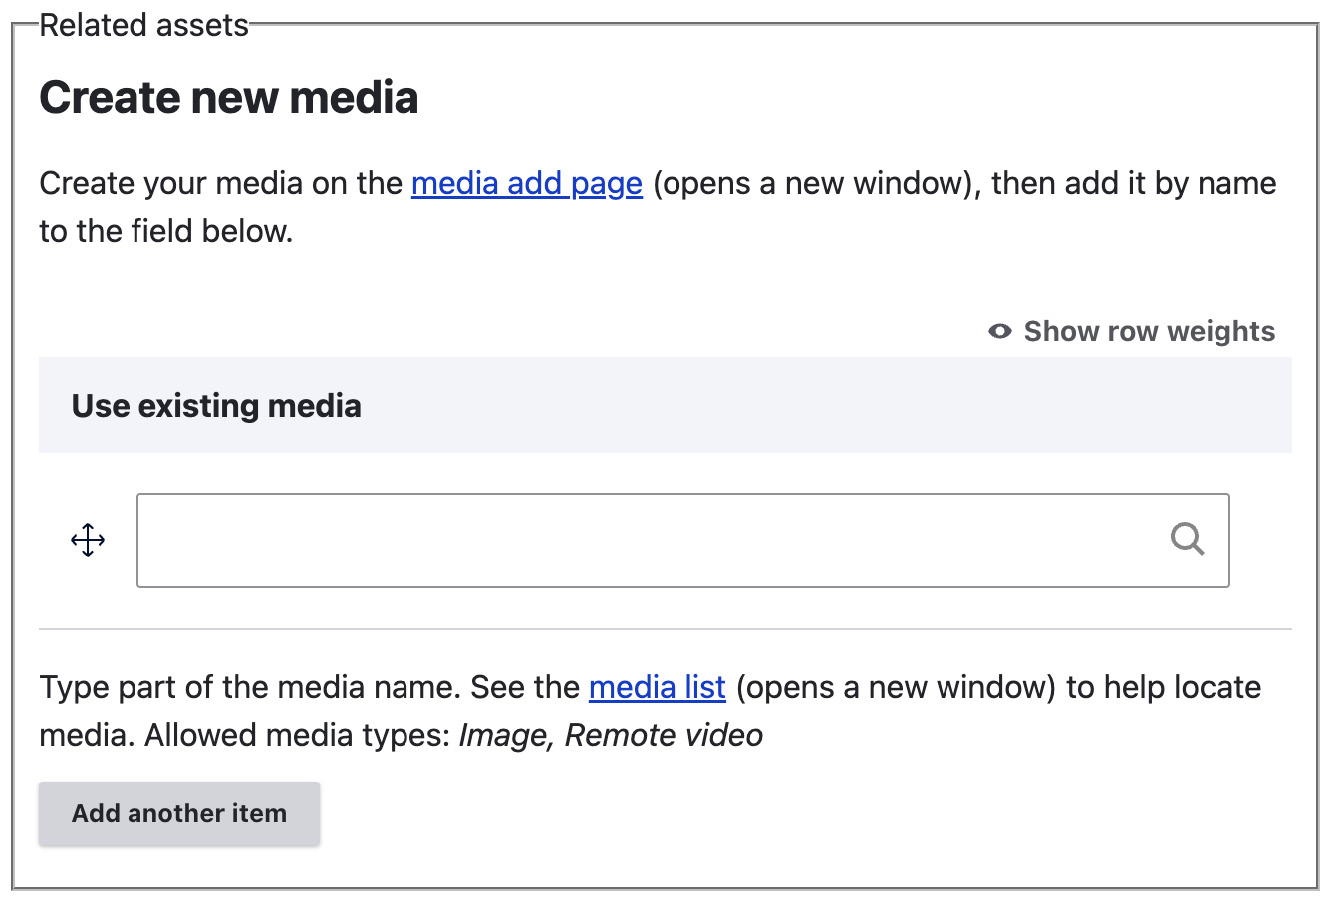 Related assets
Create new media
Create your media on the media add page (opens a new window), then add it by name
to the field below.
Show row weights
Use existing media
Type part of the media name. See the media list (opens a new window) to help locate
media. Allowed media types: Image, Remote video
Add another item